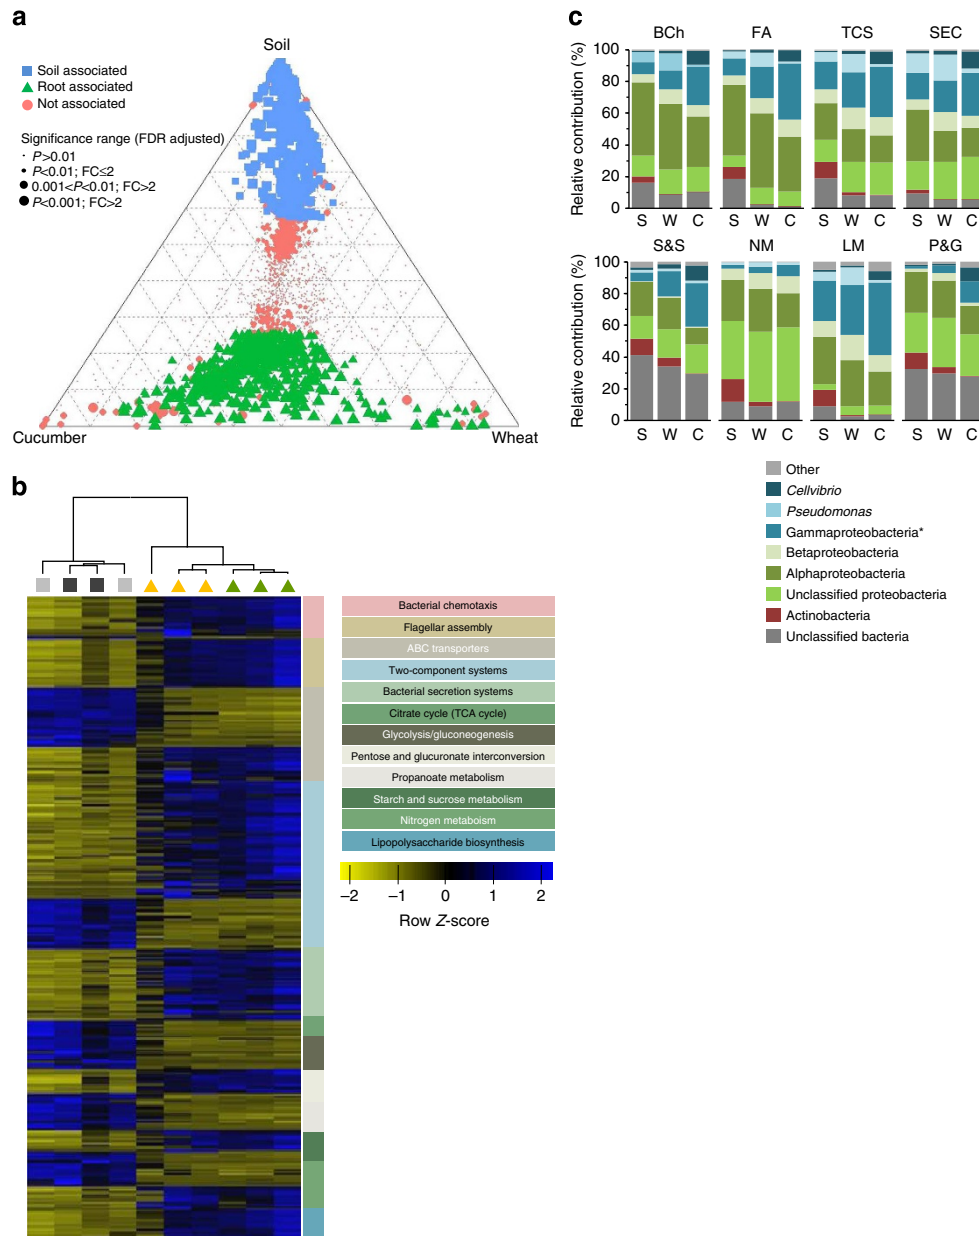 a
Soil
Soil associated
Root associated
Not associated
Significance range (FDR adjusted)
P>0.01
P<0.01; FC≤2
0.001<P<0.01; FC>2
P<0.001; FC>2
Cucumber
Wheat
b
Bacterial chemotaxis
Flagellar assembly
ABC transporters
Two-component systems
Bacterial secretion systems
Citrate cycle (TCA cycle)
Glycolysis/gluconeogenesis
Pentose and glucuronate interconversion
Propanoate metabolism
Starch and sucrose metabolism
Nitrogen metaboism
Lipopolysaccharide biosynthesis
−2 −1 0 1 2
Row Z-score
c
BCh FA TCS SEC
Relative contribution (%)
100
80
60
40
20
0
S W C S W C S W C S W C
S&S NM LM P&G
Relative contribution (%)
100
80
60
40
20
0
S W C S W C S W C S W C
Other
Cellvibrio
Pseudomonas
Gammaproteobacteria*
Betaproteobacteria
Alphaproteobacteria
Unclassified proteobacteria
Actinobacteria
Unclassified bacteria